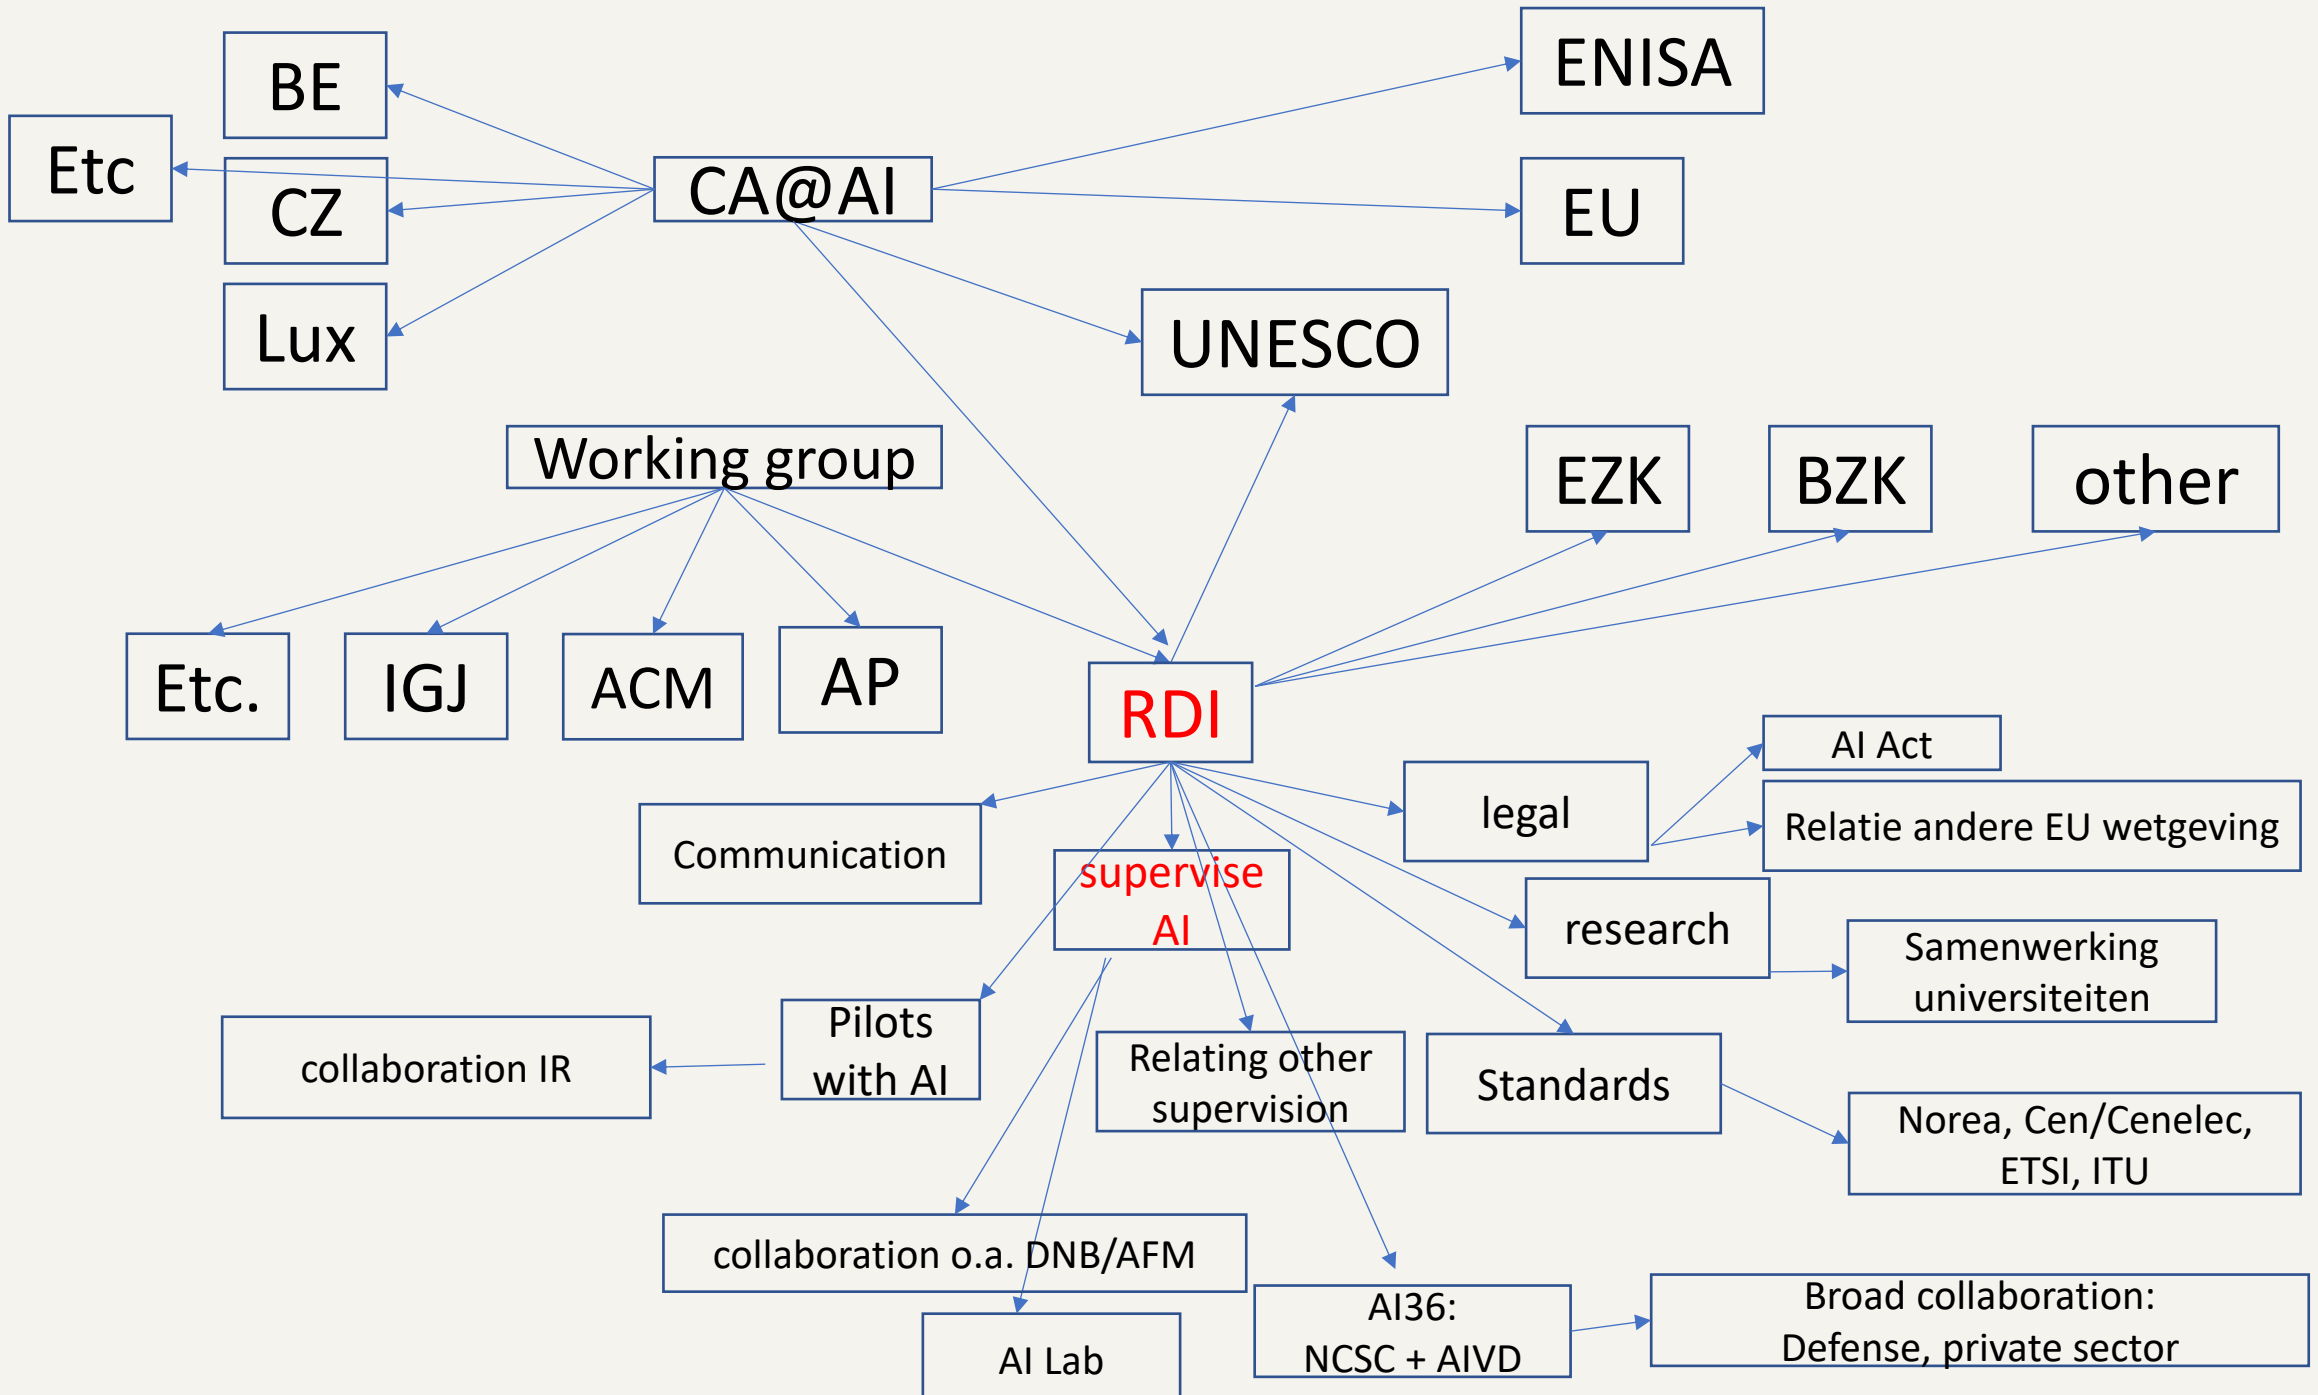 ENISA
BE
Etc
CA@AI
CZ
EU
Lux
UNESCO
Working group
EZK
BZK
other
Etc.
IGJ
ACM
AP
RDI
AI Act
legal
Relatie andere EU wetgeving
Communication
supervise
AI
research
Samenwerking
universiteiten
Pilots
with AI
collaboration IR
Relating other
supervision
Standards
Norea, Cen/Cenelec,
ETSI, ITU
collaboration o.a. DNB/AFM
AI36:
NCSC + AIVD
Broad collaboration:
Defense, private sector
AI Lab